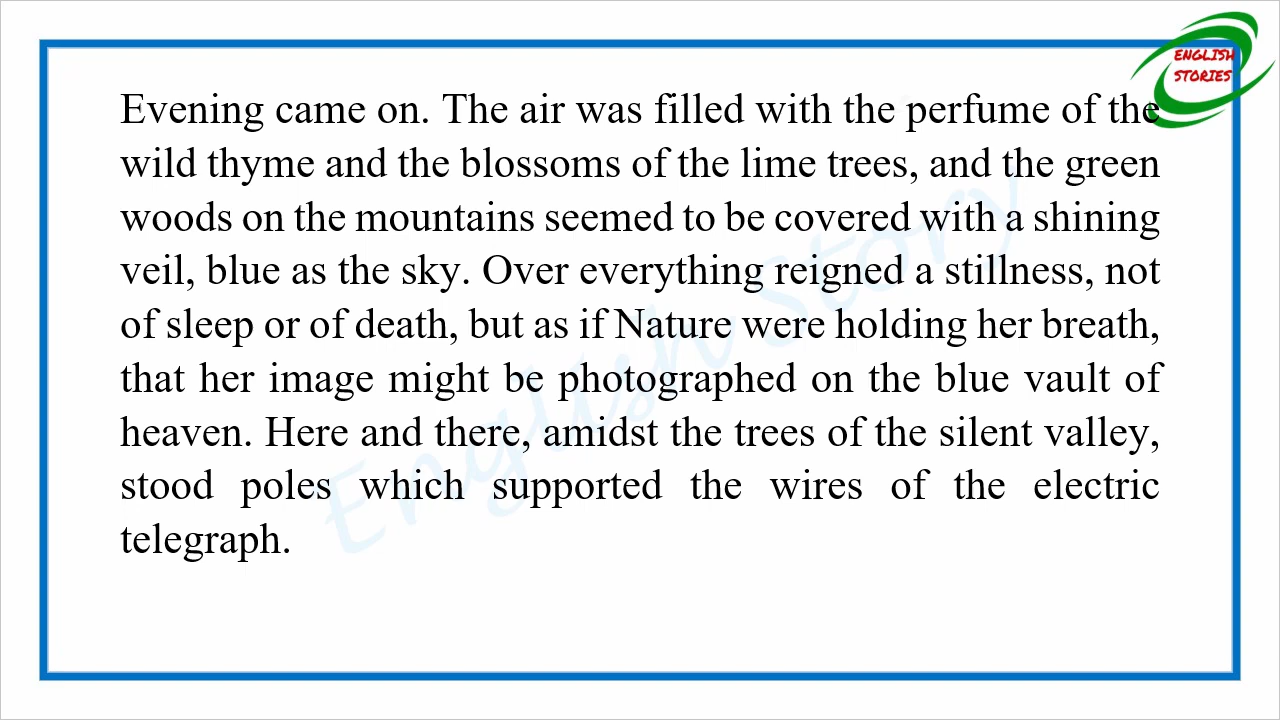 ENGLISH
STORIES
Evening came on. The air was filled with the perfume of the
wild thyme and the blossoms of the lime trees, and the green
woods on the mountains seemed to be covered with a shining
veil, blue as the sky. Over everything reigned a stillness, not
of sleep or of death, but as if Nature were holding her breath,
that her image might be photographed on the blue vault of
heaven. Here and there, amidst the trees of the silent valley,
stood poles which supported the wires of the electric
telegraph.
English Story